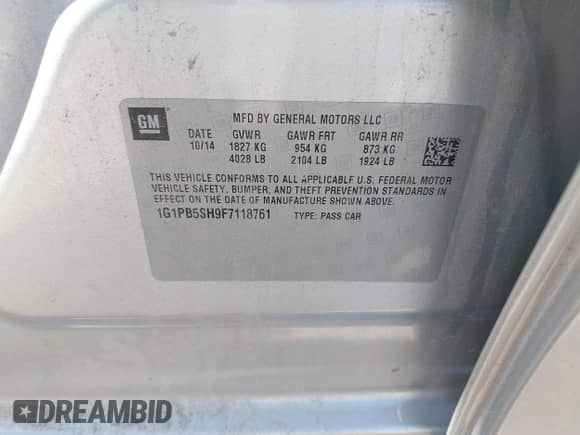 GM
MFD BY GENERAL MOTORS LLC
DATE GVWR GAWR FRT GAWR RR
10/14 1827 KG 954 KG 873 KG
4028 LB 2104 LB 1924 LB
THIS VEHICLE CONFORMS TO ALL APPLICABLE U.S. FEDERAL MOTOR
VEHICLE SAFETY, BUMPER, AND THEFT PREVENTION STANDARDS IN
EFFECT ON THE DATE OF MANUFACTURE SHOWN ABOVE.
1G1PB5SH9F7118761 TYPE: PASS CAR
DREAMBID